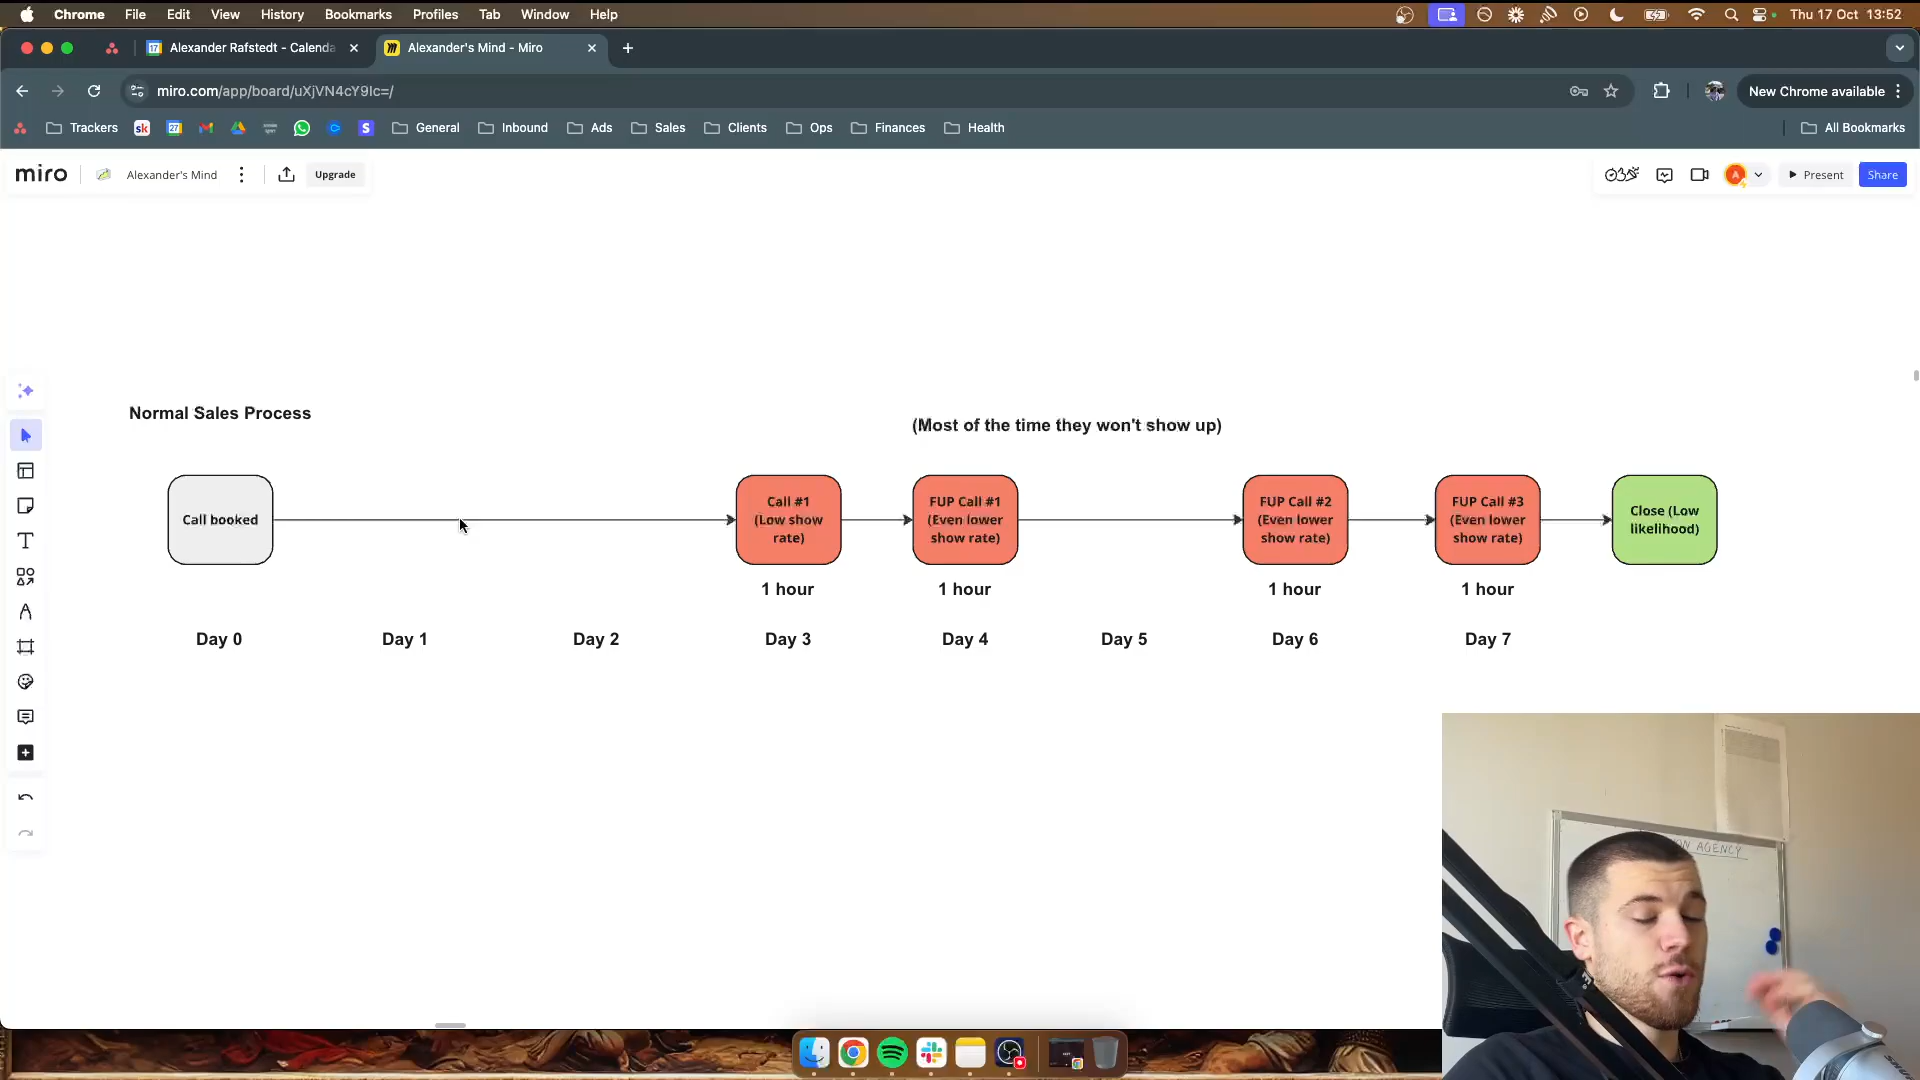 Chrome File Edit View History Bookmarks Profiles Tab Window Help
Thu 17 Oct 13:52
17 Alexander Rafstedt - Calenda
Alexander's Mind - Miro
miro.com/app/board/uXjVN4cY9Ic=/
New Chrome available
Trackers
sk
27
S
General
Inbound
Ads
Sales
Clients
Ops
Finances
Health
All Bookmarks
miro
Alexander's Mind
Upgrade
A
Present
Share
Normal Sales Process
(Most of the time they won't show up)
Call booked
Call #1
(Low show
rate)
FUP Call #1
(Even lower
show rate)
FUP Call #2
(Even lower
show rate)
FUP Call #3
(Even lower
show rate)
Close (Low
likelihood)
1 hour
1 hour
1 hour
1 hour
Day 0
Day 1
Day 2
Day 3
Day 4
Day 5
Day 6
Day 7
AGENCY